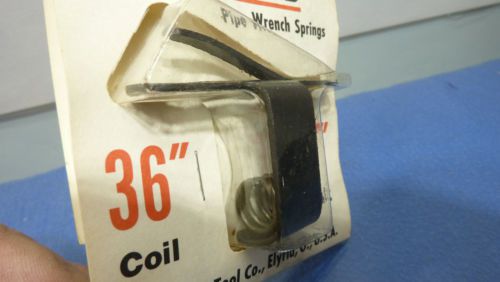 Pipe Wrench Springs
36"
Coil
Tool Co., Elyria, O., U.S.A.